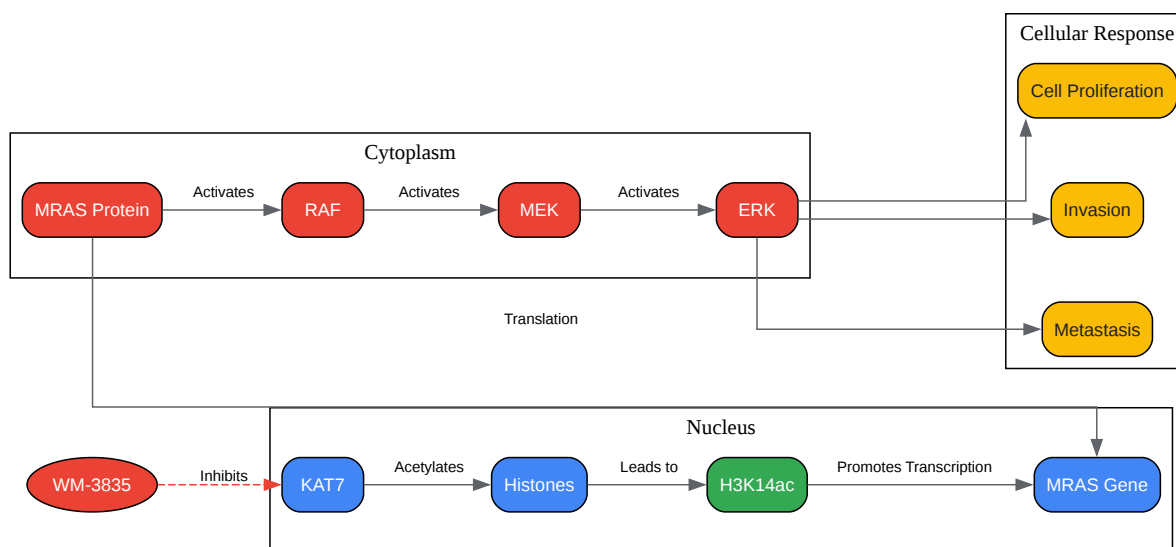 Cellular Response
Cell Proliferation
Cytoplasm
MRAS Protein
Activates
RAF
Activates
MEK
Activates
ERK
Invasion
Translation
Metastasis
Nucleus
WM-3835
Inhibits
KAT7
Acetylates
Histones
Leads to
H3K14ac
Promotes Transcription
MRAS Gene